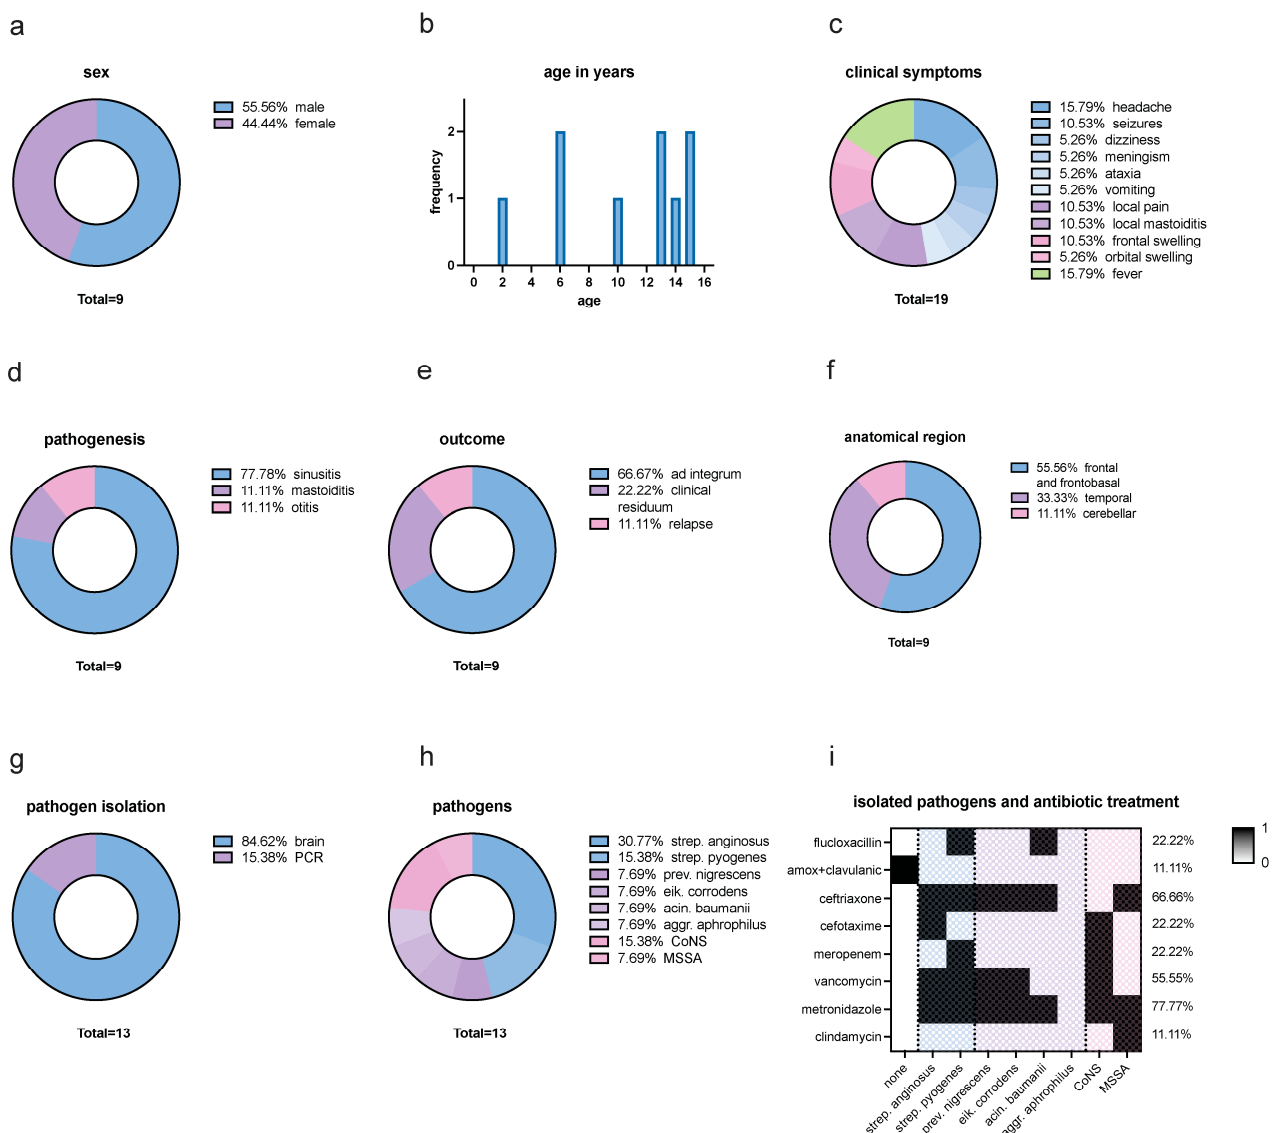 a
sex
55.56% male
44.44% female
Total=9
b
age in years
frequency
2
1
0
0 2 4 6 8 10 12 14 16
age
c
clinical symptoms
15.79% headache
10.53% seizures
5.26% dizziness
5.26% meningism
5.26% ataxia
5.26% vomiting
10.53% local pain
10.53% local mastoiditis
10.53% frontal swelling
5.26% orbital swelling
15.79% fever
Total=19
d
pathogenesis
77.78% sinusitis
11.11% mastoiditis
11.11% otitis
Total=9
e
outcome
66.67% ad integrum
22.22% clinical
residuum
11.11% relapse
Total=9
f
anatomical region
55.56% frontal
and frontobasal
33.33% temporal
11.11% cerebellar
Total=9
g
pathogen isolation
84.62% brain
15.38% PCR
Total=13
h
pathogens
30.77% strep. anginosus
15.38% strep. pyogenes
7.69% prev. nigrescens
7.69% eik. corrodens
7.69% acin. baumanii
7.69% aggr. aphrophilus
15.38% CoNS
7.69% MSSA
Total=13
i
isolated pathogens and antibiotic treatment
flucloxacillin 22.22%
amox+clavulanic 11.11%
ceftriaxone 66.66%
cefotaxime 22.22%
meropenem 22.22%
vancomycin 55.55%
metronidazole 77.77%
clindamycin 11.11%
1
0
none
strep. anginosus
strep. pyogenes
prev. nigrescens
eik. corrodens
acin. baumanii
aggr. aphrophilus
CoNS
MSSA